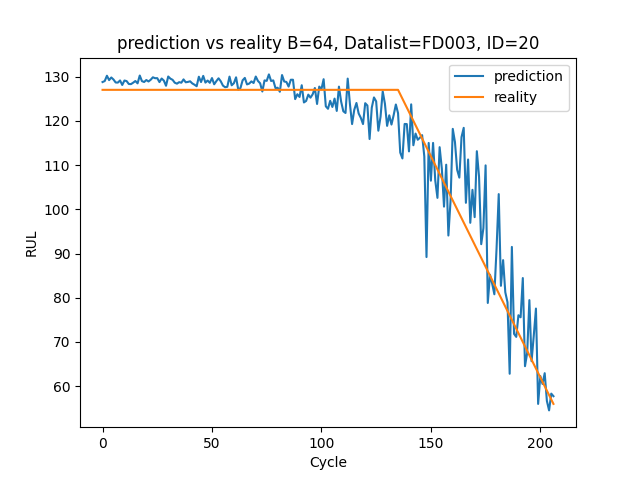 prediction vs reality B=64, Datalist=FD003, ID=20
prediction
reality
130
120
110
100
90
80
70
60
RUL
0 50 100 150 200
Cycle